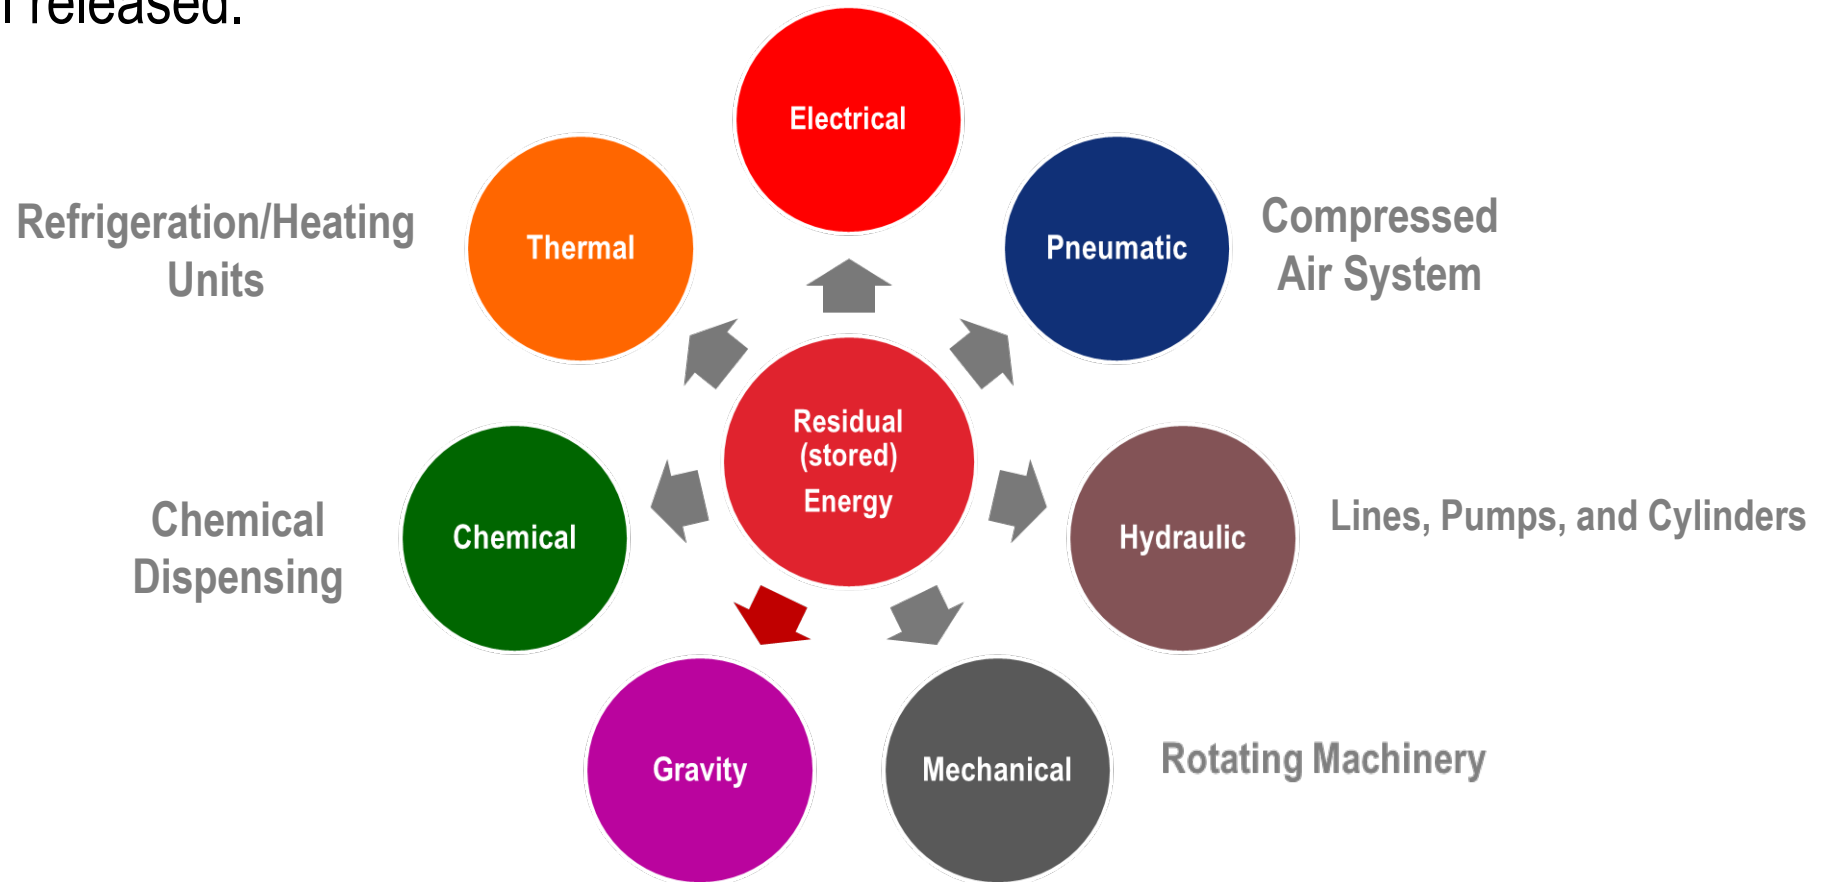 released.
Electrical
Thermal
Pneumatic
Refrigeration/Heating
Units
Compressed
Air System
Residual
(stored)
Energy
Chemical
Hydraulic
Chemical
Dispensing
Lines, Pumps, and Cylinders
Gravity
Mechanical
Rotating Machinery